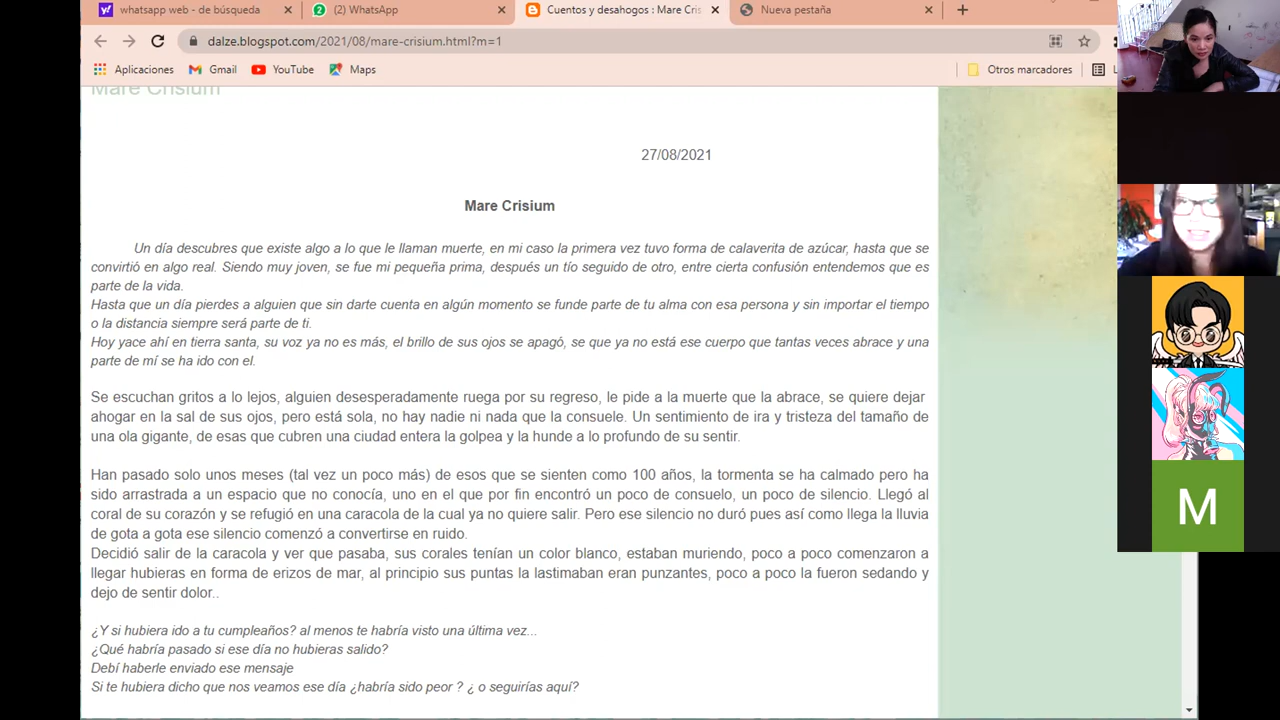 whatsapp web - de búsqueda
(2) WhatsApp
Cuentos y desahogos : Mare Cris
Nueva pestaña
dalze.blogspot.com/2021/08/mare-crisium.html?m=1
Aplicaciones
Gmail
YouTube
Maps
Otros marcadores
Mare Crisium
27/08/2021
Mare Crisium
Un día descubres que existe algo a lo que le llaman muerte, en mi caso la primera vez tuvo forma de calaverita de azúcar, hasta que se
convirtió en algo real. Siendo muy joven, se fue mi pequeña prima, después un tío seguido de otro, entre cierta confusión entendemos que es
parte de la vida.
Hasta que un día pierdes a alguien que sin darte cuenta en algún momento se funde parte de tu alma con esa persona y sin importar el tiempo
o la distancia siempre será parte de ti.
Hoy yace ahí en tierra santa, su voz ya no es más, el brillo de sus ojos se apagó, se que ya no está ese cuerpo que tantas veces abrace y una
parte de mí se ha ido con el.
Se escuchan gritos a lo lejos, alguien desesperadamente ruega por su regreso, le pide a la muerte que la abrace, se quiere dejar
ahogar en la sal de sus ojos, pero está sola, no hay nadie ni nada que la consuele. Un sentimiento de ira y tristeza del tamaño de
una ola gigante, de esas que cubren una ciudad entera la golpea y la hunde a lo profundo de su sentir.
Han pasado solo unos meses (tal vez un poco más) de esos que se sienten como 100 años, la tormenta se ha calmado pero ha
sido arrastrada a un espacio que no conocía, uno en el que por fin encontró un poco de consuelo, un poco de silencio. Llegó al
coral de su corazón y se refugió en una caracola de la cual ya no quiere salir. Pero ese silencio no duró pues así como llega la lluvia
de gota a gota ese silencio comenzó a convertirse en ruido.
Decidió salir de la caracola y ver que pasaba, sus corales tenían un color blanco, estaban muriendo, poco a poco comenzaron a
llegar hubieras en forma de erizos de mar, al principio sus puntas la lastimaban eran punzantes, poco a poco la fueron sedando y
dejo de sentir dolor..
¿Y si hubiera ido a tu cumpleaños? al menos te habría visto una última vez...
¿Qué habría pasado si ese día no hubieras salido?
Debí haberle enviado ese mensaje
Si te hubiera dicho que nos veamos ese día ¿habría sido peor ? ¿ o seguirías aquí?
M